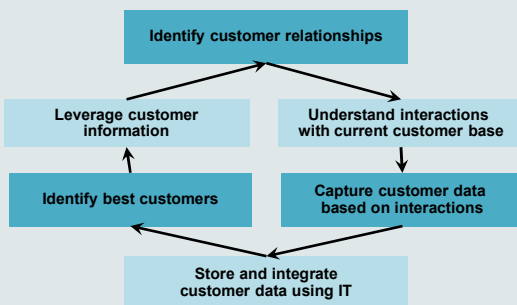 Identify customer relationships
Leverage customer
information
Understand interactions
with current customer base
Identify best customers
Capture customer data
based on interactions
Store and integrate
customer data using IT